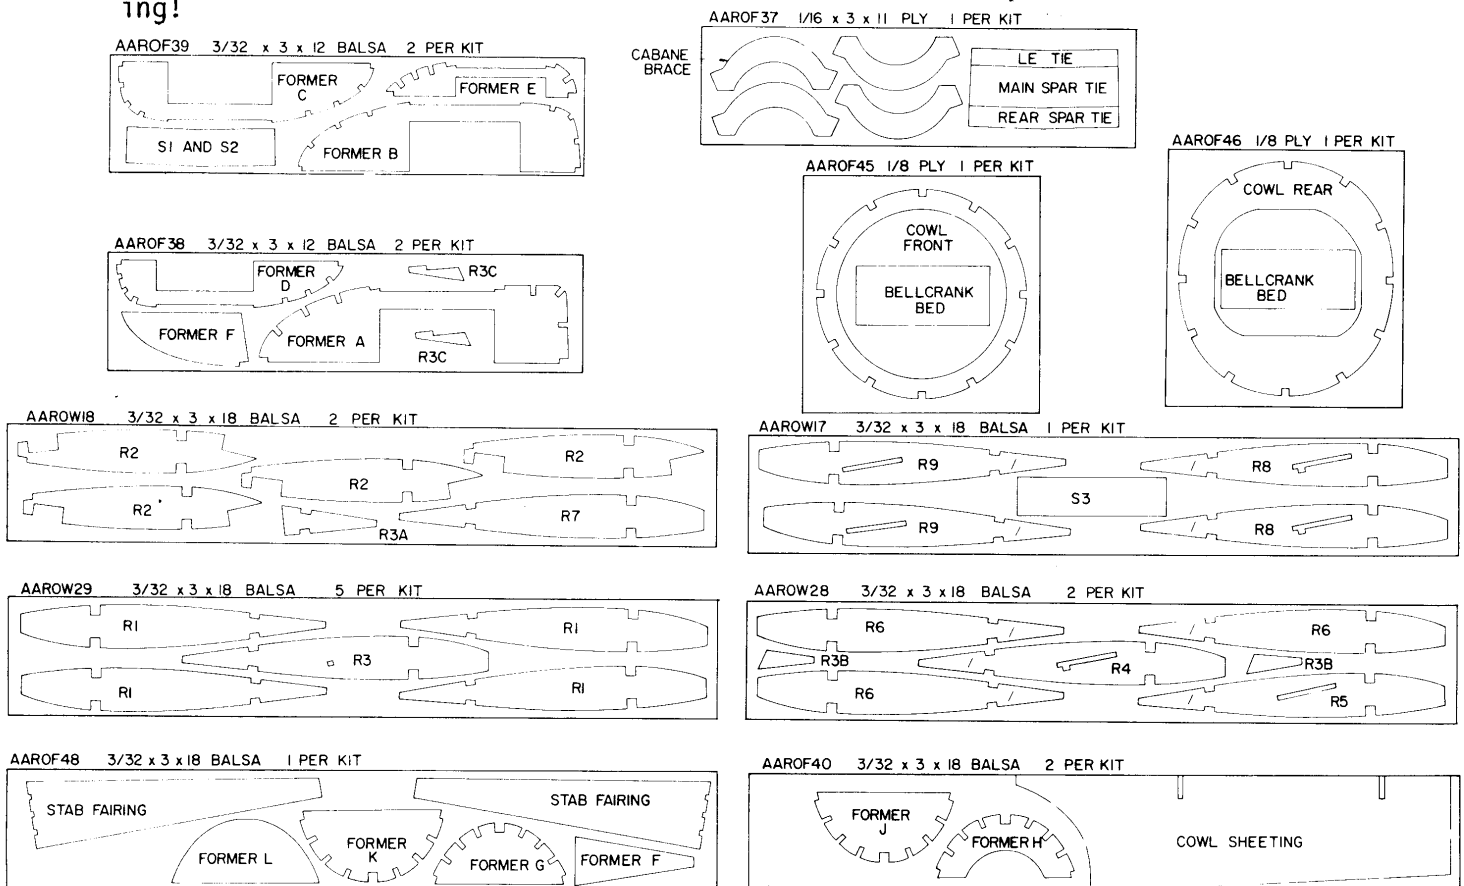 ing!
AAROF39 3/32 x 3 x 12 BALSA 2 PER KIT
FORMER
C
FORMER E
S1 AND S2
FORMER B
AAROF37 1/16 x 3 x 11 PLY 1 PER KIT
CABANE
BRACE
LE TIE
MAIN SPAR TIE
REAR SPAR TIE
AAROF45 1/8 PLY 1 PER KIT
COWL
FRONT
BELLCRANK
BED
AAROF46 1/8 PLY 1 PER KIT
COWL REAR
BELLCRANK
BED
AAROF38 3/32 x 3 x 12 BALSA 2 PER KIT
FORMER
D
R3C
FORMER F
FORMER A
R3C
AAROW18 3/32 x 3 x 18 BALSA 2 PER KIT
R2
R2
R2
R2
R7
R3A
AAROW17 3/32 x 3 x 18 BALSA 1 PER KIT
R9
R8
S3
R9
R8
AAROW29 3/32 x 3 x 18 BALSA 5 PER KIT
R1
R1
R3
R1
R1
AAROW28 3/32 x 3 x 18 BALSA 2 PER KIT
R6
R6
R3B
R4
R3B
R6
R5
AAROF48 3/32 x 3 x 18 BALSA 1 PER KIT
STAB FAIRING
STAB FAIRING
FORMER L
FORMER
K
FORMER G
FORMER F
AAROF40 3/32 x 3 x 18 BALSA 2 PER KIT
FORMER
J
FORMER H
COWL SHEETING